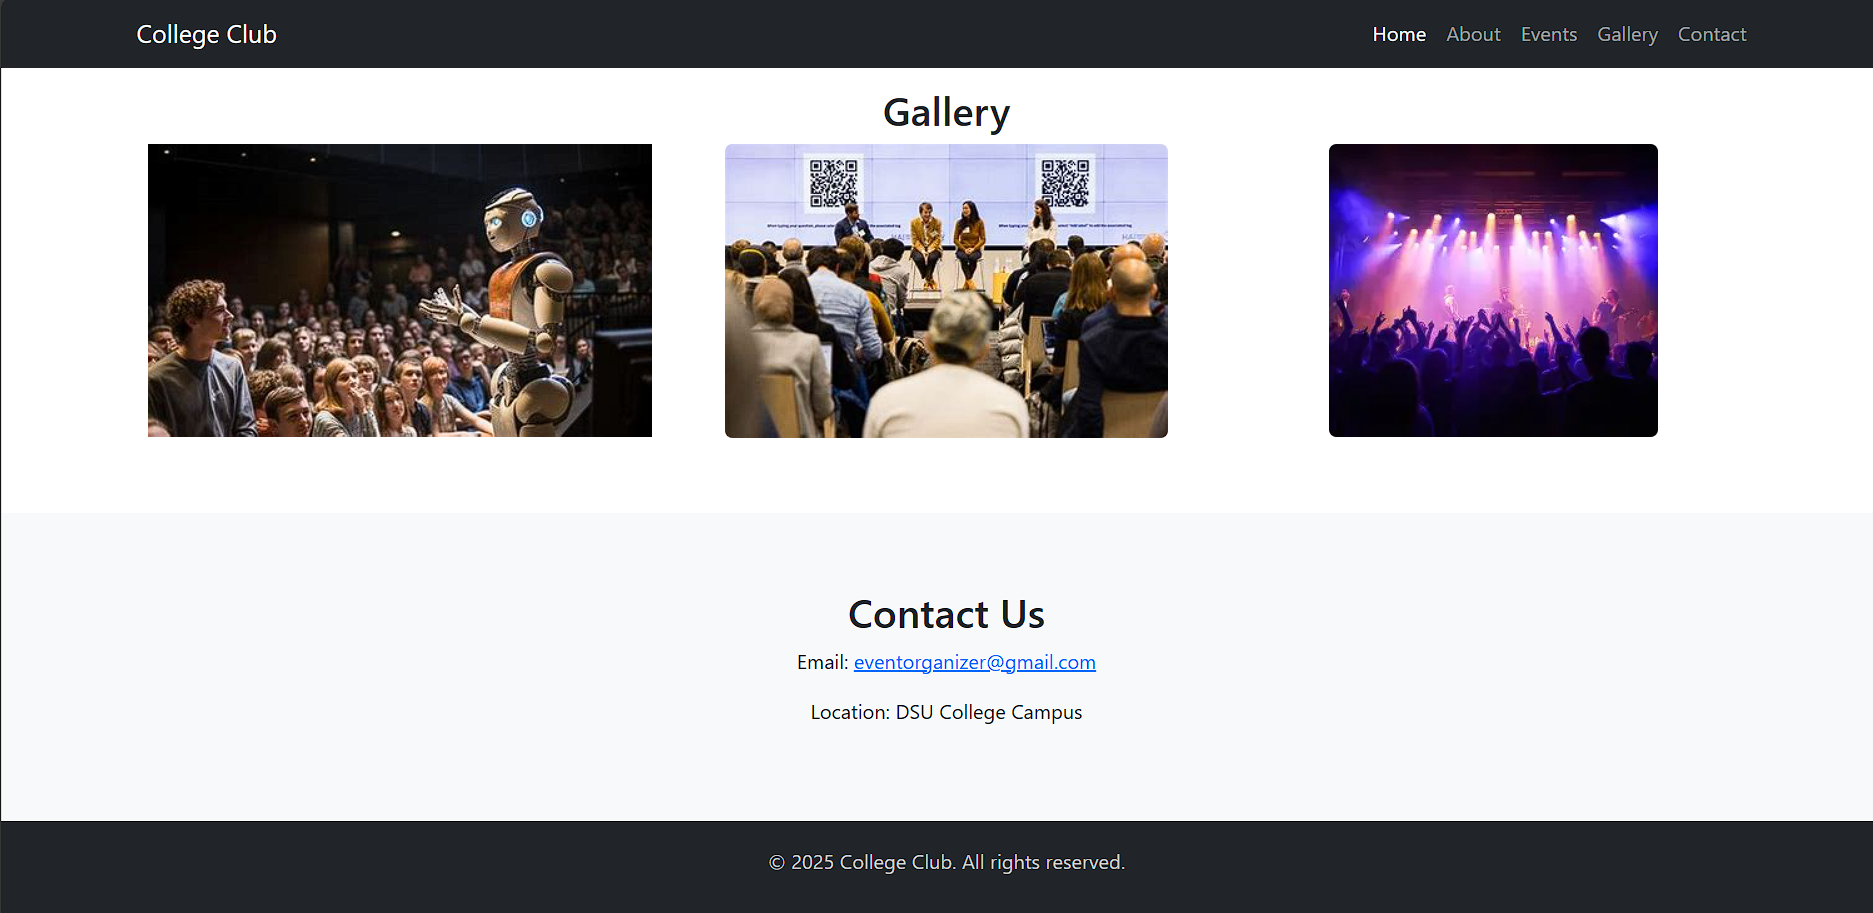 College Club
Home About Events Gallery Contact
Gallery
Contact Us
Email: eventorganizer@gmail.com
Location: DSU College Campus
© 2025 College Club. All rights reserved.